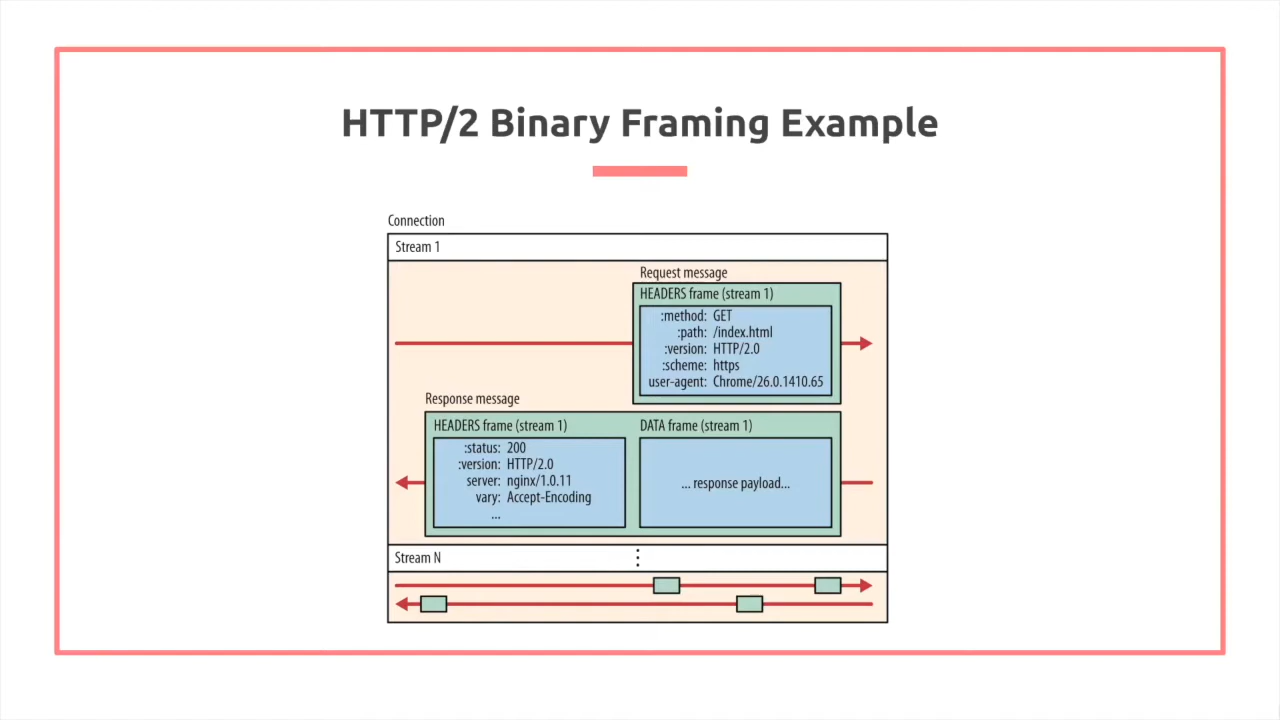 HTTP/2 Binary Framing Example
Connection
Stream 1
Request message
HEADERS frame (stream 1)
:method: GET
:path: /index.html
:version: HTTP/2.0
:scheme: https
user-agent: Chrome/26.0.1410.65
Response message
HEADERS frame (stream 1)
:status: 200
:version: HTTP/2.0
server: nginx/1.0.11
vary: Accept-Encoding
...
DATA frame (stream 1)
... response payload...
Stream N